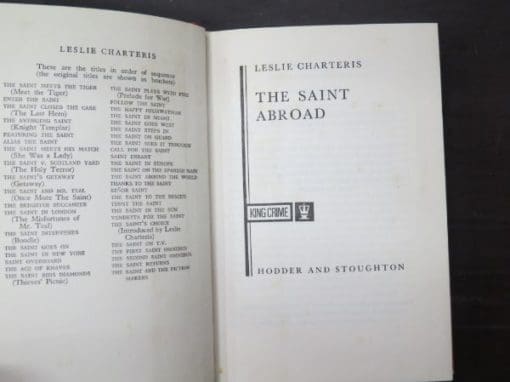 LESLIE CHARTERIS
These are the titles in order of sequence
(the original titles are shown in brackets)
THE SAINT MEETS THE TIGER
(Meet the Tiger)
ENTER THE SAINT
THE SAINT CLOSES THE CASE
(The Last Hero)
THE AVENGING SAINT
(Knight Templar)
FEATURING THE SAINT
ALIAS THE SAINT
THE SAINT MEETS HIS MATCH
(She Was a Lady)
THE SAINT V. SCOTLAND YARD
(The Holy Terror)
THE SAINT'S GETAWAY
(Getaway)
THE SAINT AND MR. TEAL
(Once More The Saint)
THE BRIGHTER BUCCANEER
THE SAINT IN LONDON
(The Misfortunes of
Mr. Teal)
THE SAINT INTERVENES
(Boodle)
THE SAINT GOES ON
THE SAINT IN NEW YORK
SAINT OVERBOARD
THE ACE OF KNAVES
THE SAINT BIDS DIAMONDS
(Thieves' Picnic)
THE SAINT PLAYS WITH FIRE
(Prelude for War)
FOLLOW THE SAINT
THE HAPPY HIGHWAYMAN
THE SAINT IN MIAMI
THE SAINT GOES WEST
THE SAINT STEPS IN
THE SAINT ON GUARD
THE SAINT SEES IT THROUGH
CALL FOR THE SAINT
SAINT ERRANT
THE SAINT IN EUROPE
THE SAINT ON THE SPANISH MAIN
THE SAINT AROUND THE WORLD
THANKS TO THE SAINT
SEÑOR SAINT
THE SAINT TO THE RESCUE
TRUST THE SAINT
THE SAINT IN THE SUN
VENDETTA FOR THE SAINT
THE SAINT'S CHOICE
(Introduced by Leslie
Charteris)
THE SAINT ON T.V.
THE FIRST SAINT OMNIBUS
THE SECOND SAINT OMNIBUS
THE SAINT RETURNS
THE SAINT AND THE FICTION
MAKERS
LESLIE CHARTERIS
THE SAINT
ABROAD
KING CRIME
HODDER AND STOUGHTON